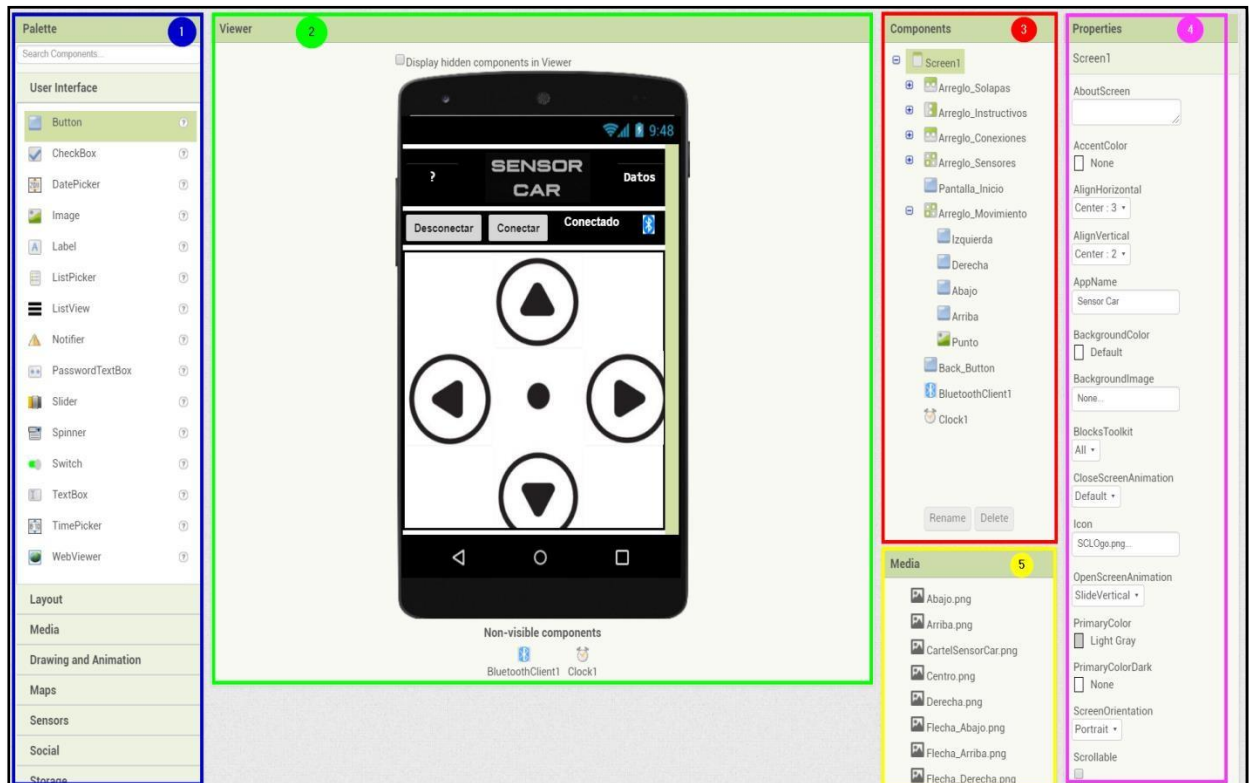 Palette
1
Search Components...
User Interface
Button
CheckBox
DatePicker
Image
Label
ListPicker
ListView
Notifier
PasswordTextBox
Slider
Spinner
Switch
TextBox
TimePicker
WebViewer
Layout
Media
Drawing and Animation
Maps
Sensors
Social
Storage
Viewer
2
Display hidden components in Viewer
9:48
?
SENSOR
CAR
Datos
Desconectar
Conectar
Conectado
Non-visible components
BluetoothClient1 Clock1
Components
3
Screen1
Arreglo_Solapas
Arreglo_Instructivos
Arreglo_Conexiones
Arreglo_Sensores
Pantalla_Inicio
Arreglo_Movimiento
Izquierda
Derecha
Abajo
Arriba
Punto
Back_Button
BluetoothClient1
Clock1
Rename Delete
Media
5
Abajo.png
Arriba.png
CartelSensorCar.png
Centro.png
Derecha.png
Flecha_Abajo.png
Flecha_Arriba.png
Flecha_Derecha.png
Properties
4
Screen1
AboutScreen
AccentColor
None
AlignHorizontal
Center : 3
AlignVertical
Center : 2
AppName
Sensor Car
BackgroundColor
Default
BackgroundImage
None...
BlocksToolkit
All
CloseScreenAnimation
Default
Icon
SCLOgo.png...
OpenScreenAnimation
SlideVertical
PrimaryColor
Light Gray
PrimaryColorDark
None
ScreenOrientation
Portrait
Scrollable